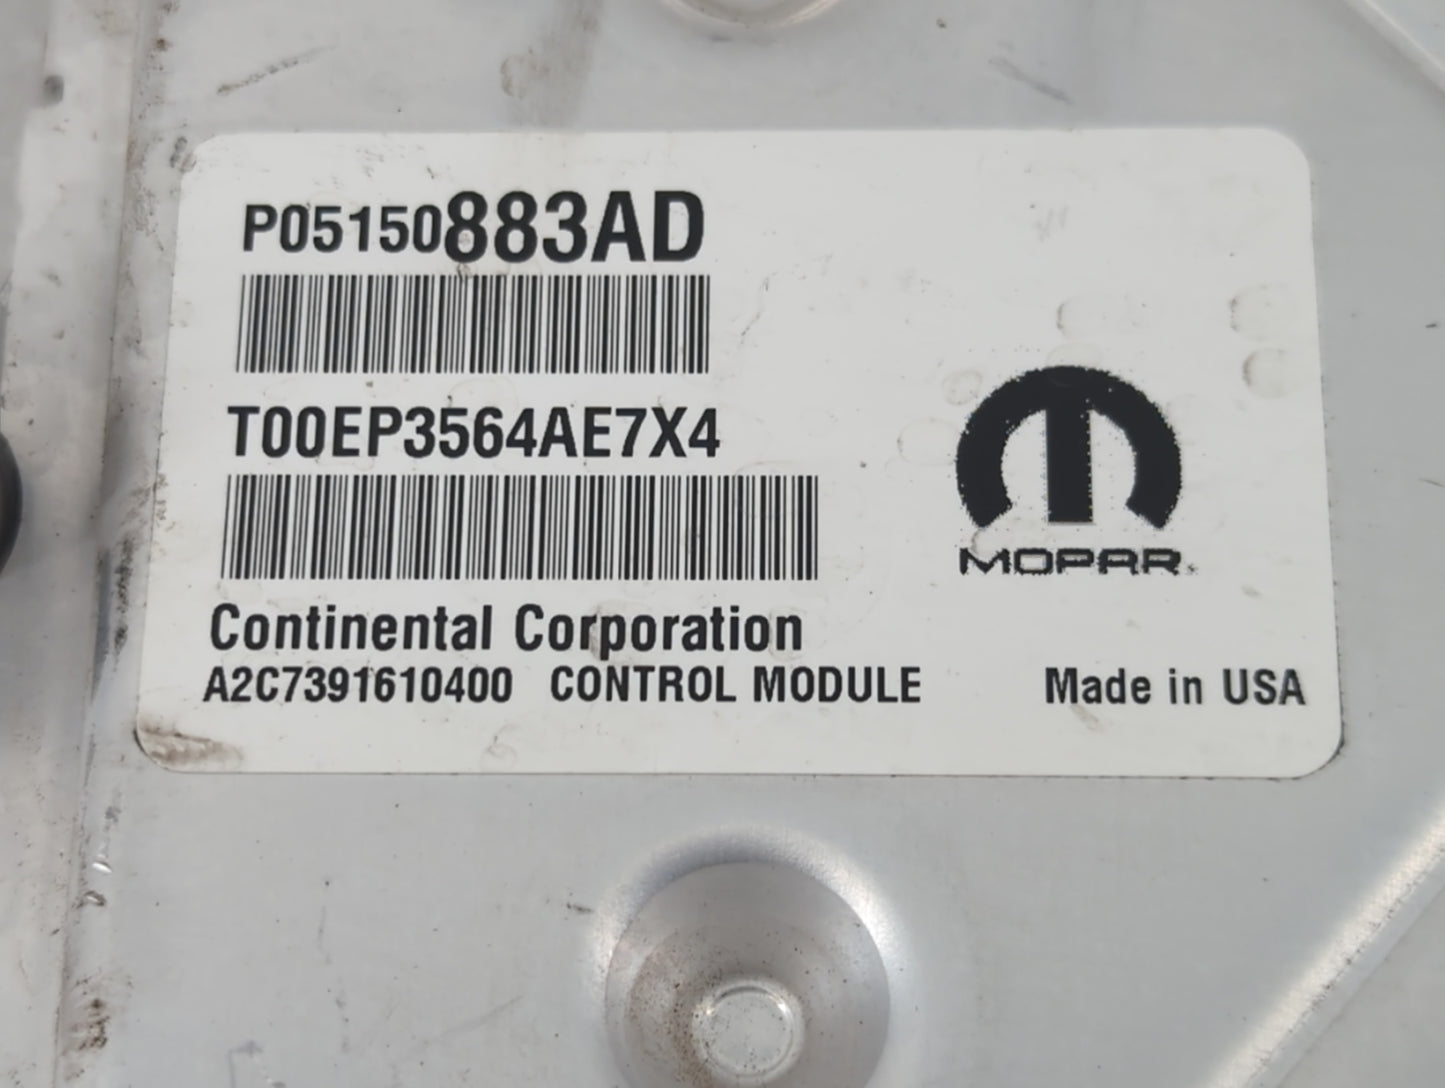 P05150883AD
T00EP3564AE7X4
MOPAR
Continental Corporation
A2C7391610400 CONTROL MODULE Made in USA